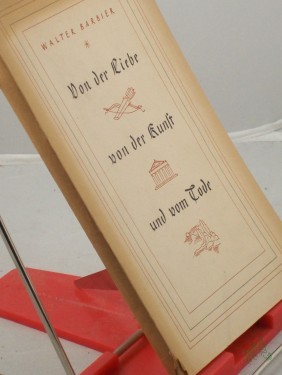 WALTER BARBIER
Von der Liebe
von der Kunst
und vom Tode